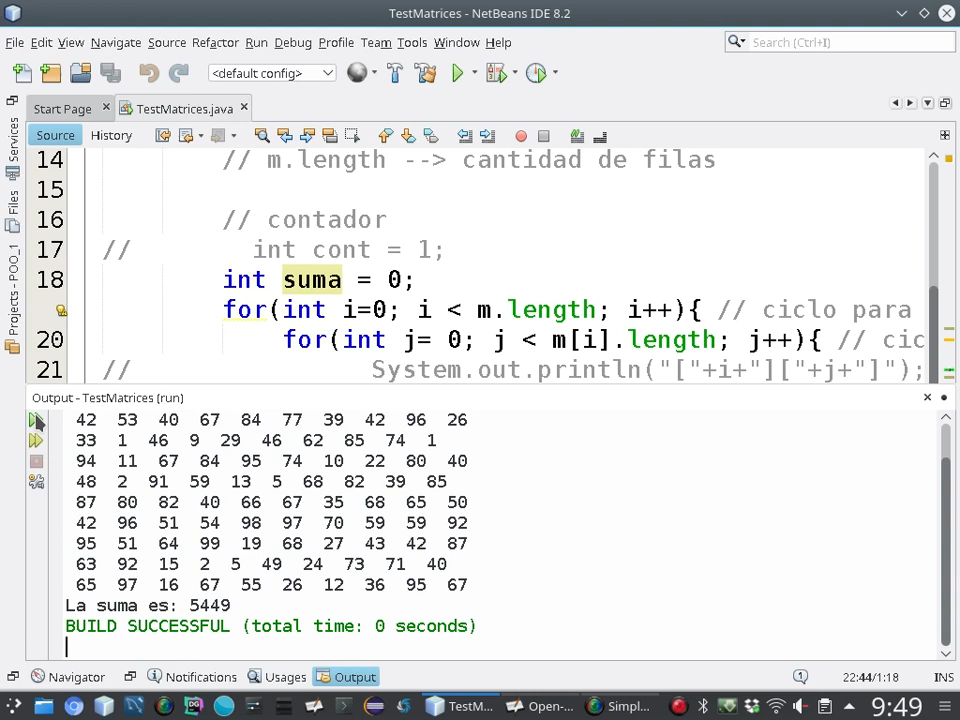 TestMatrices - NetBeans IDE 8.2
File Edit View Navigate Source Refactor Run Debug Profile Team Tools Window Help
Search (Ctrl+I)
<default config>
Start Page TestMatrices.java
Source History
Services
Files
Projects - POO_1
14 // m.length --> cantidad de filas
15
16 // contador
17 // int cont = 1;
18 int suma = 0;
for(int i=0; i < m.length; i++){ // ciclo para
20 for(int j= 0; j < m[i].length; j++){ // cic
21 // System.out.println("["+i+"]["+j+"]");
Output - TestMatrices (run)
42 53 40 67 84 77 39 42 96 26
33 1 46 9 29 46 62 85 74 1
94 11 67 84 95 74 10 22 80 40
48 2 91 59 13 5 68 82 39 85
87 80 82 40 66 67 35 68 65 50
42 96 51 54 98 97 70 59 59 92
95 51 64 99 19 68 27 43 42 87
63 92 15 2 5 49 24 73 71 40
65 97 16 67 55 26 12 36 95 67
La suma es: 5449
BUILD SUCCESSFUL (total time: 0 seconds)
Navigator Notifications Usages Output
22:44/1:18 INS
TestM... Open-... Simpl... 9:49